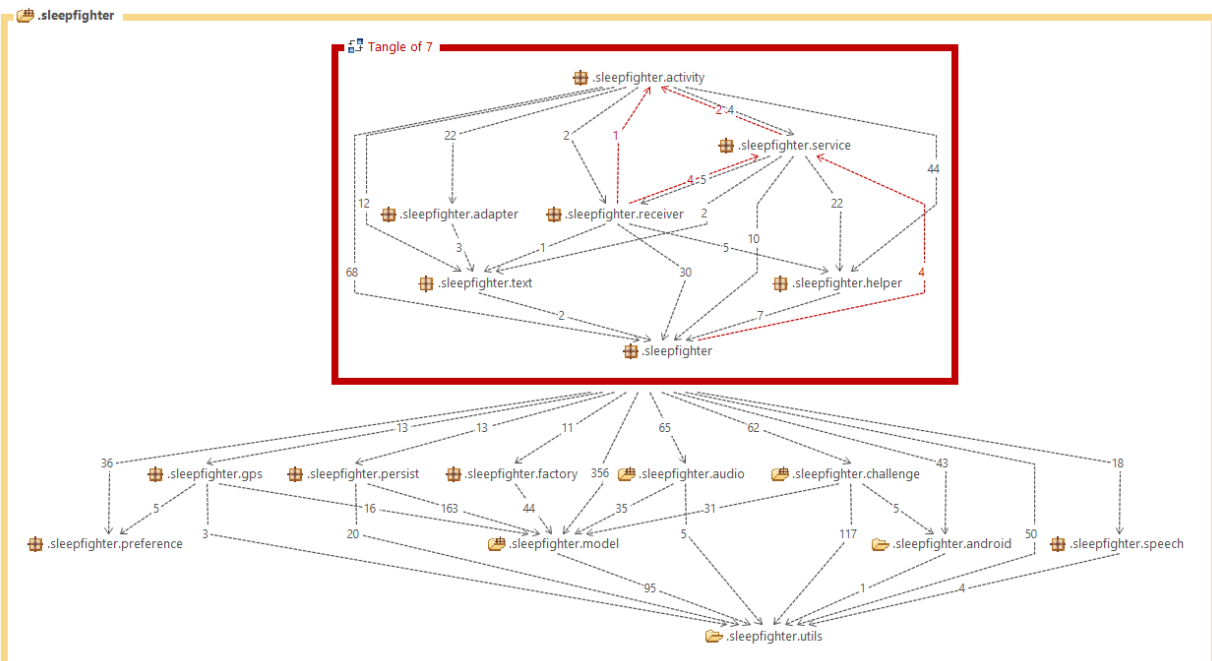 .sleepfighter
Tangle of 7
.sleepfighter.activity
2 4
22
2
1
.sleepfighter.service
44
4 5
12
.sleepfighter.adapter
.sleepfighter.receiver
2
22
3
1
5
10
68
30
4
.sleepfighter.text
.sleepfighter.helper
2
7
.sleepfighter
13
13
11
65
62
36
.sleepfighter.gps
.sleepfighter.persist
.sleepfighter.factory
356
.sleepfighter.audio
.sleepfighter.challenge
43
18
5
16
163
44
35
31
5
3
20
5
117
50
.sleepfighter.preference
.sleepfighter.model
.sleepfighter.android
.sleepfighter.speech
95
1
4
.sleepfighter.utils